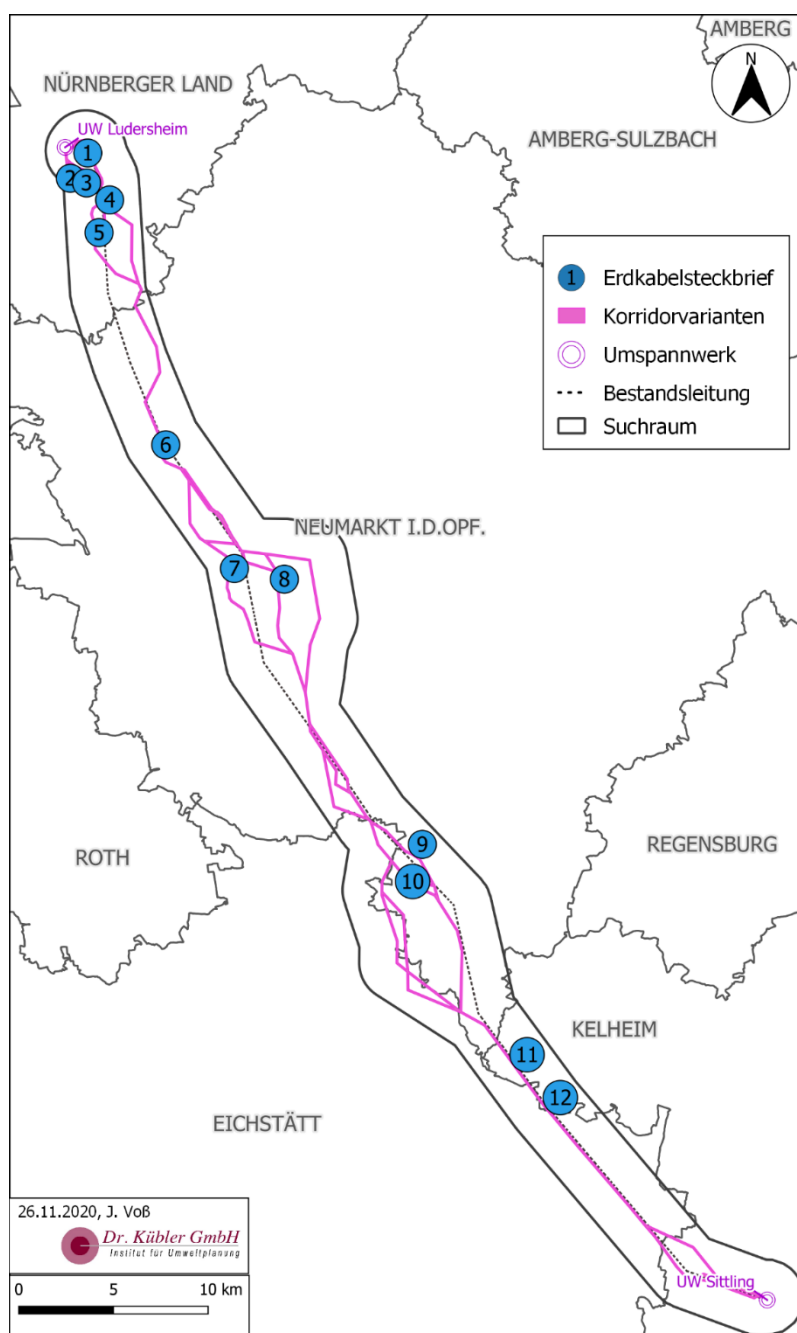 AMBERG
N
NÜRNBERGER LAND
UW Ludersheim
AMBERG-SULZBACH
1
2
3
4
5
1 Erdkabelsteckbrief
Korridorvarianten
Umspannwerk
Bestandsleitung
Suchraum
6
NEUMARKT I.D.OPF.
7
8
9
REGENSBURG
ROTH
10
KELHEIM
11
12
EICHSTÄTT
26.11.2020, J. Voß
Dr. Kübler GmbH
Institut für Umweltplanung
UW Sittling
0 5 10 km